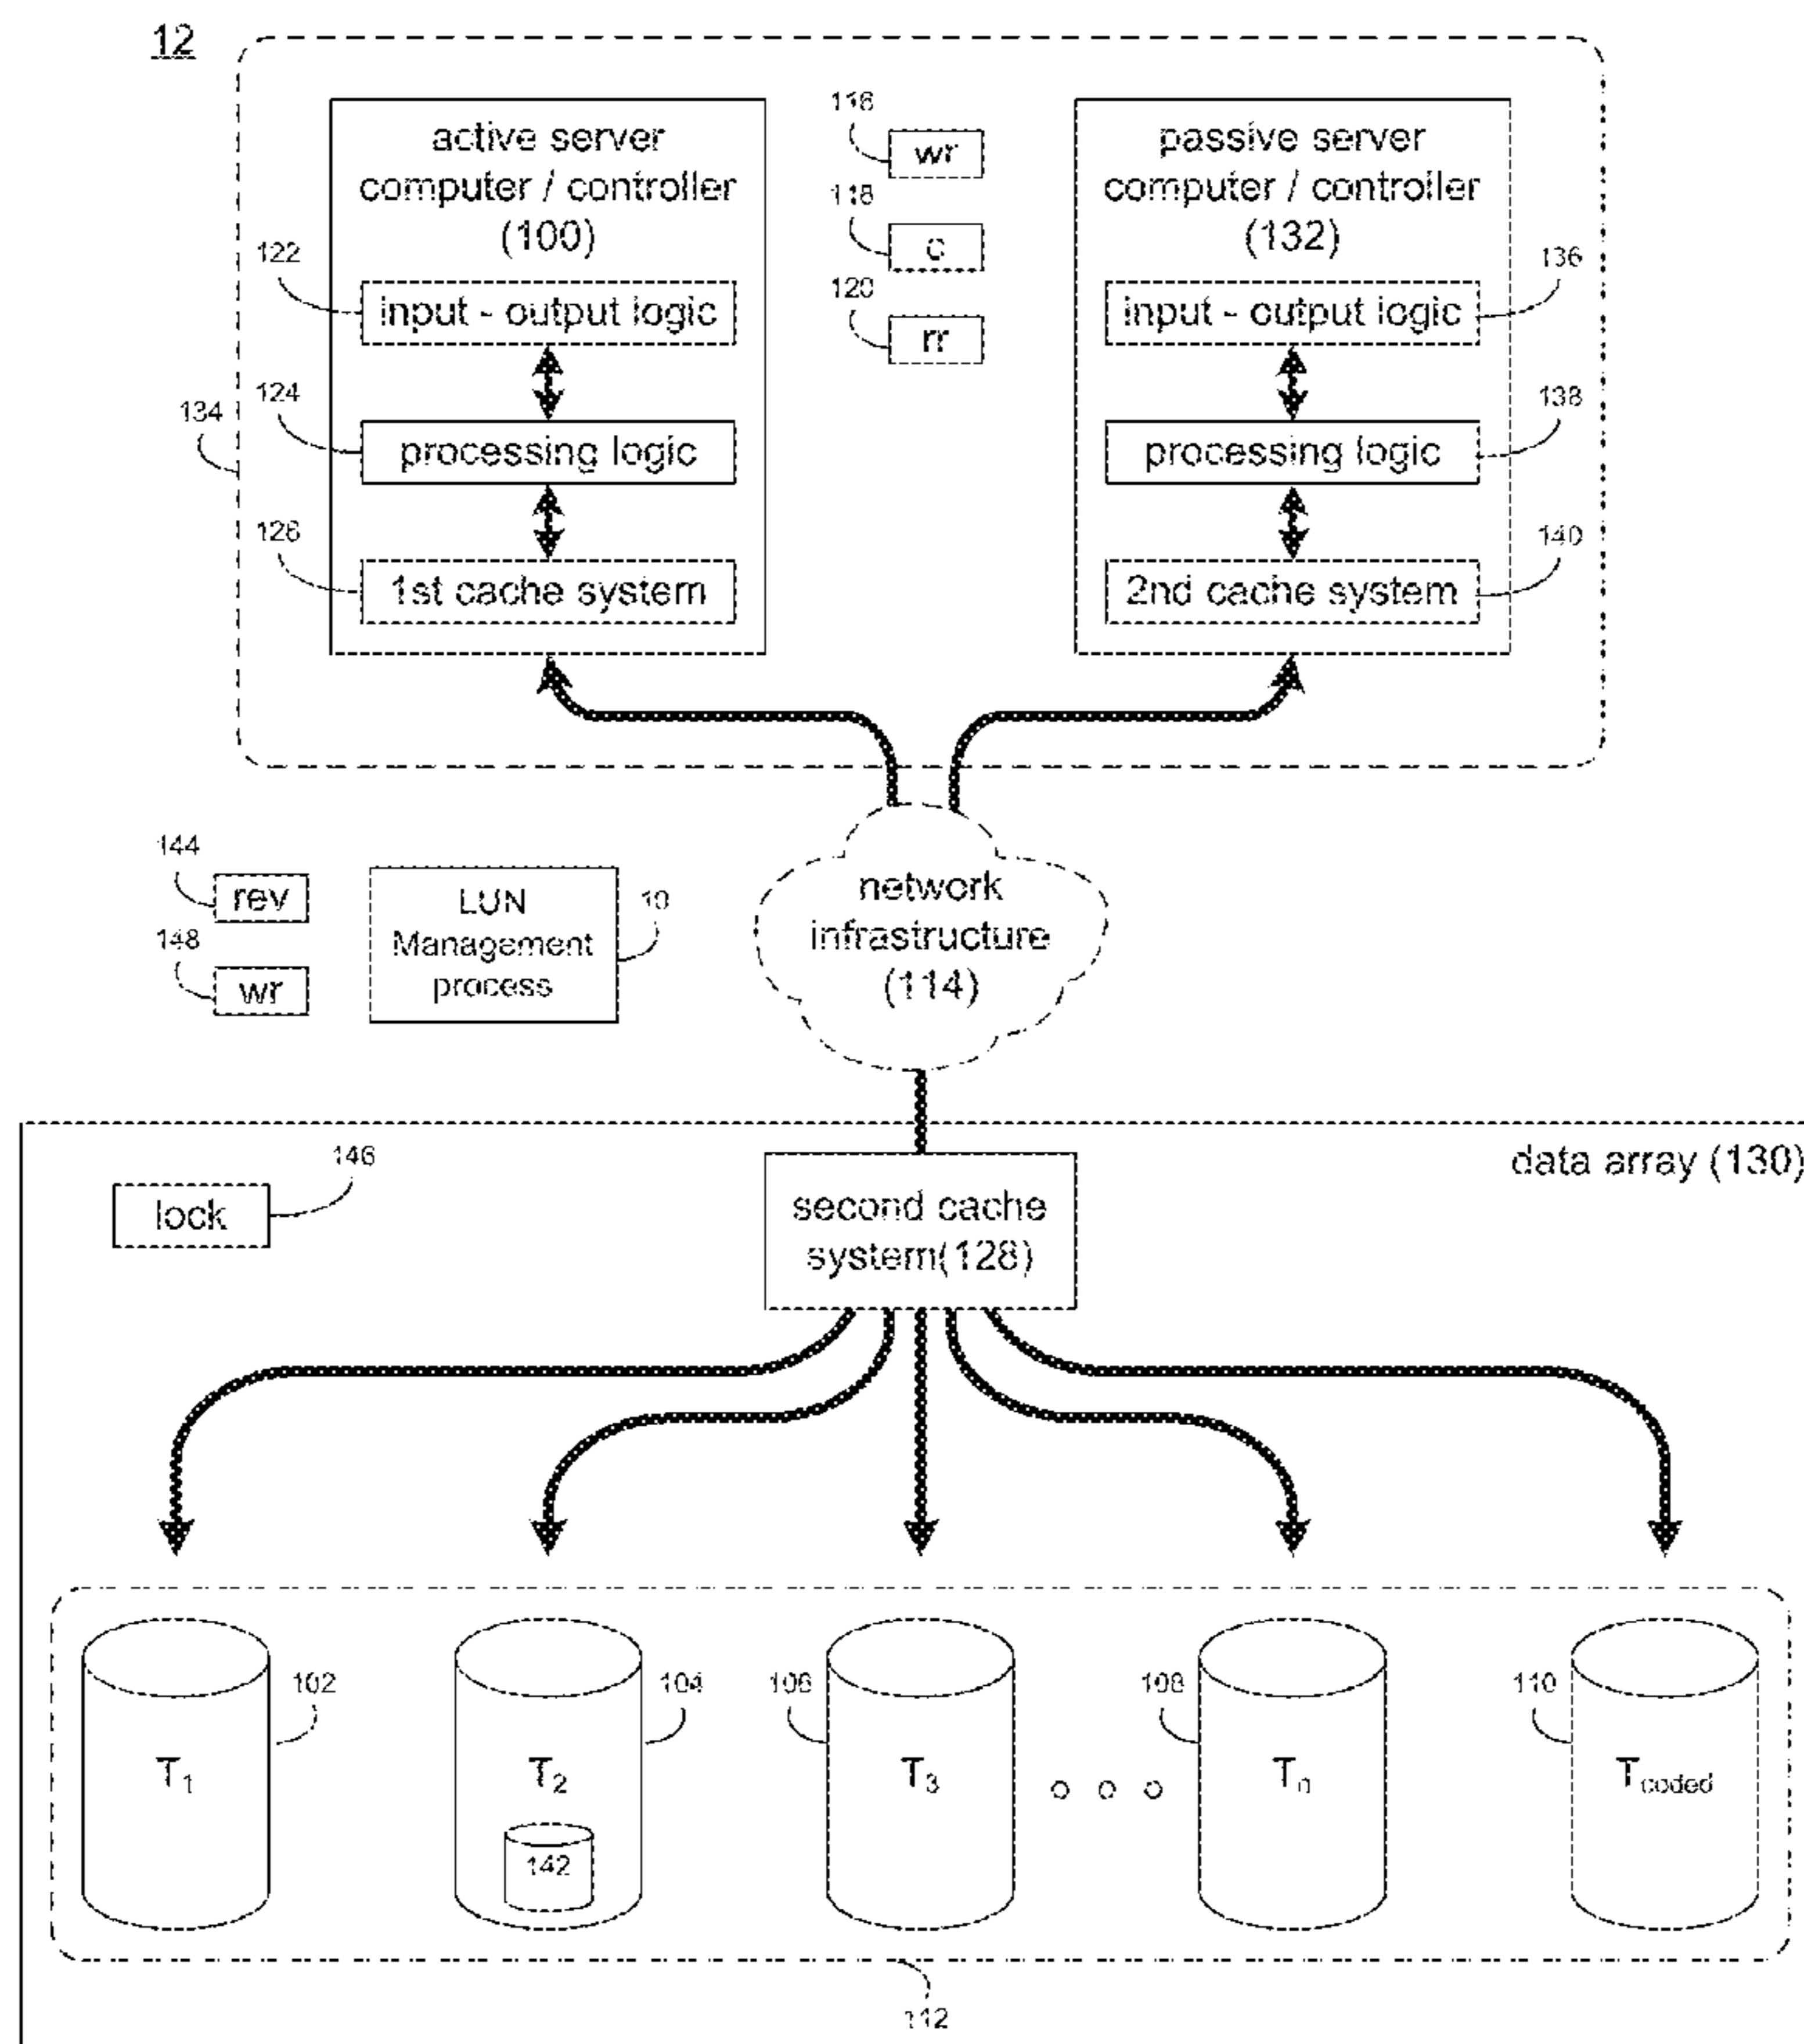 12
active server
computer / controller
(100)
122
input - output logic
124
processing logic
126
1st cache system
134
116
wr
118
c
120
rr
passive server
computer / controller
(132)
input - output logic
136
processing logic
138
2nd cache system
140
144
rev
148
wr
LUN
Management
process
10
network
infrastructure
(114)
data array (130)
lock
146
second cache
system(128)
T1
102
T2
142
104
106
T3
108
Tn
110
Tcoded
112